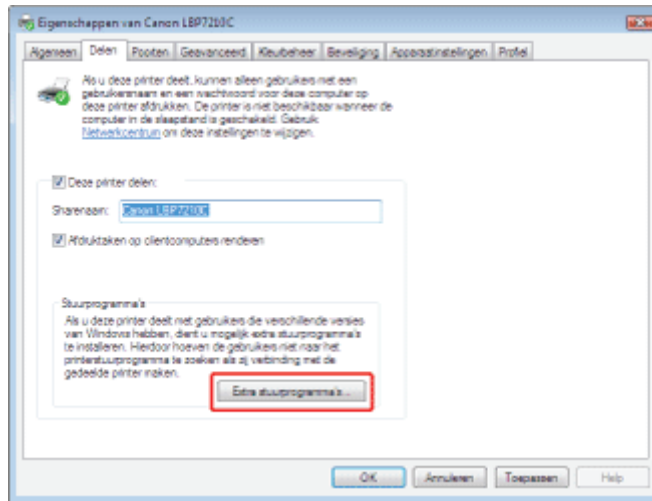 Eigenschappen van Canon LBP7210C
Algemeen Delen Poorten Geavanceerd Kleurbeheer Beveiliging Apparaatinstellingen Profiel
Als u deze printer deelt, kunnen alleen gebruikers met een
gebruikersnaam en een wachtwoord voor deze computer op
deze printer afdrukken. De printer is niet beschikbaar wanneer de
computer in de slaapstand is geschakeld. Gebruik
Netwerkcentrum om deze instellingen te wijzigen.
Deze printer delen:
Sharenaam: Canon LBP7210C
Afdruktaken op clientcomputers renderen
Stuurprogramma's
Als u deze printer deelt met gebruikers die verschillende versies
van Windows hebben, dient u mogelijk extra stuurprogramma's
te installeren. Hierdoor hoeven de gebruikers niet naar het
printerstuurprogramma te zoeken als zij verbinding met de
gedeelde printer maken.
Extra stuurprogramma's...
OK Annuleren Toepassen Help